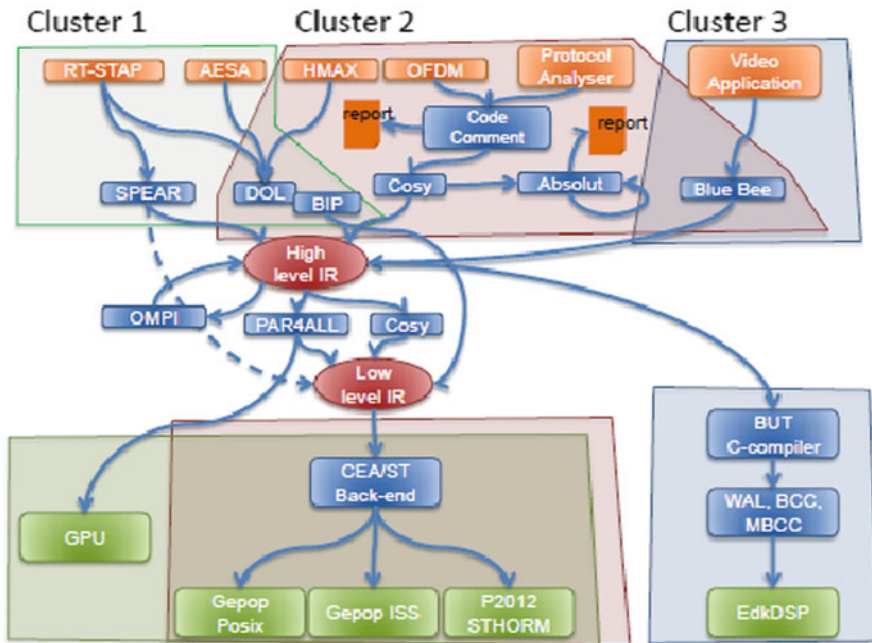 Cluster 1
Cluster 2
Cluster 3
RT-STAP
AESA
HMAX
OFDM
Protocol
Analyser
Video
Application
report
Code
Comment
report
SPEAR
DOL
BIP
Cosy
Absolut
Blue Bee
High
level IR
OMPI
PAR4ALL
Cosy
Low
level IR
BUT
C-compiler
CEA/ST
Back-end
WAL, BCC,
MBCC
GPU
Gepop
Posix
Gepop ISS
P2012
STHORM
EdkDSP